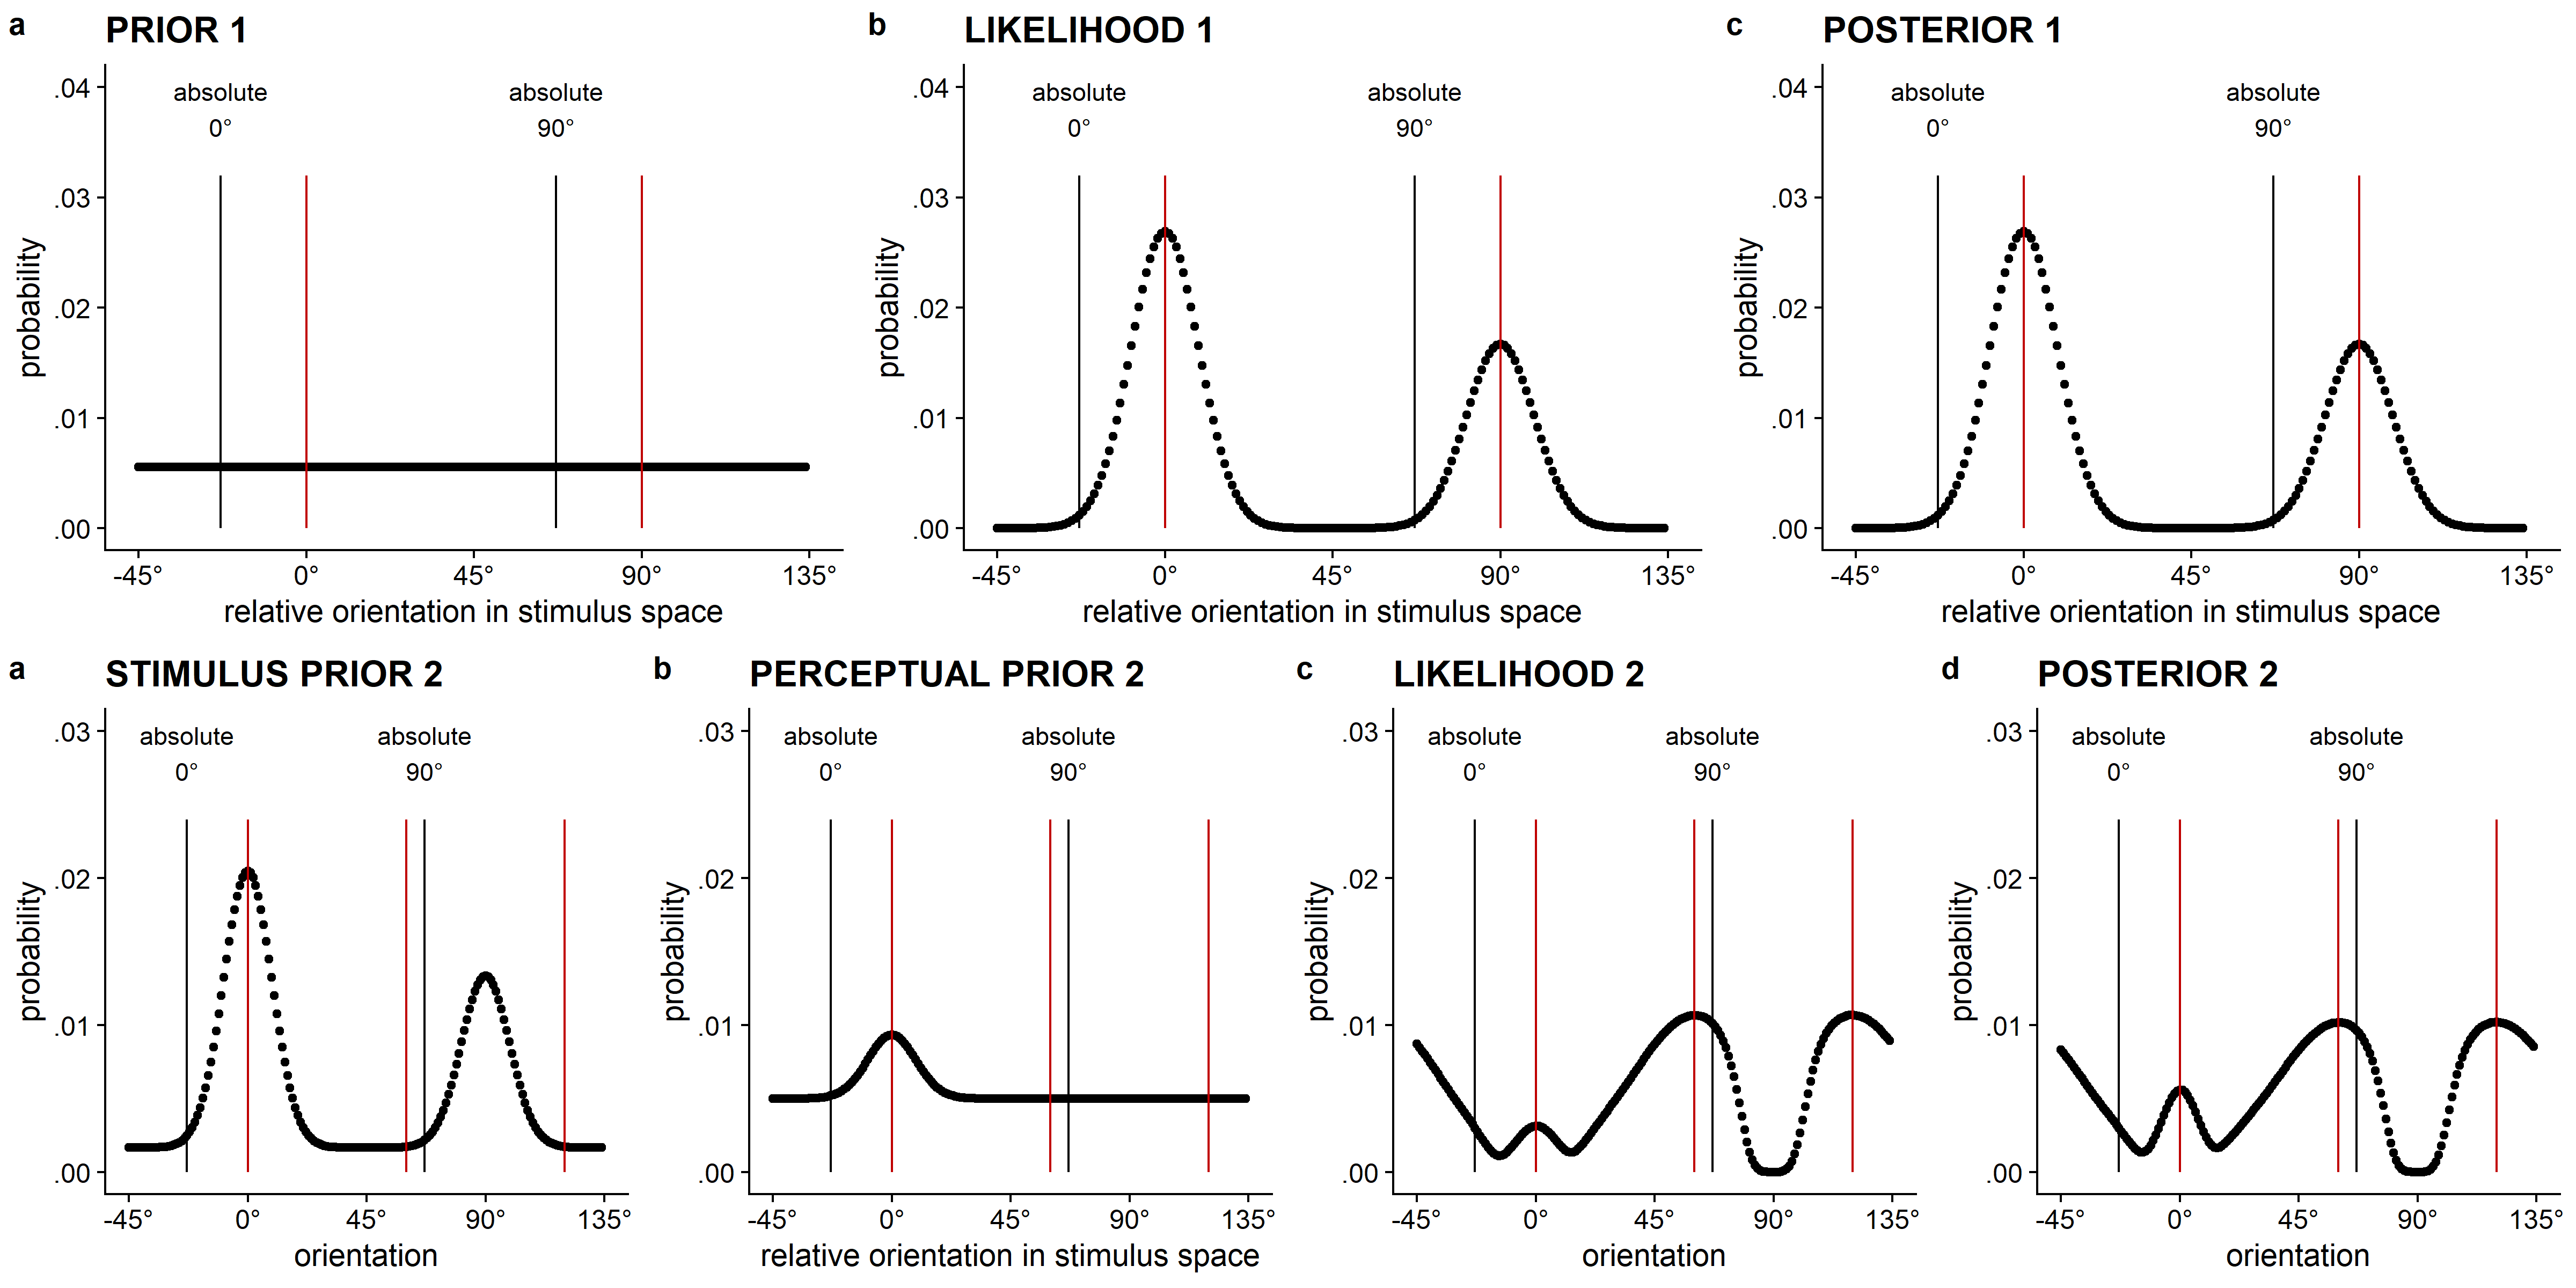 a PRIOR 1
absolute absolute
0° 90°
.04
.03
.02
.01
.00
probability
-45° 0° 45° 90° 135°
relative orientation in stimulus space
b LIKELIHOOD 1
absolute absolute
0° 90°
.04
.03
.02
.01
.00
probability
-45° 0° 45° 90° 135°
relative orientation in stimulus space
c POSTERIOR 1
absolute absolute
0° 90°
.04
.03
.02
.01
.00
probability
-45° 0° 45° 90° 135°
relative orientation in stimulus space
a STIMULUS PRIOR 2
absolute absolute
0° 90°
.03
.02
.01
.00
probability
-45° 0° 45° 90° 135°
orientation
b PERCEPTUAL PRIOR 2
absolute absolute
0° 90°
.03
.02
.01
.00
probability
-45° 0° 45° 90° 135°
relative orientation in stimulus space
c LIKELIHOOD 2
absolute absolute
0° 90°
.03
.02
.01
.00
probability
-45° 0° 45° 90° 135°
orientation
d POSTERIOR 2
absolute absolute
0° 90°
.03
.02
.01
.00
probability
-45° 0° 45° 90° 135°
orientation